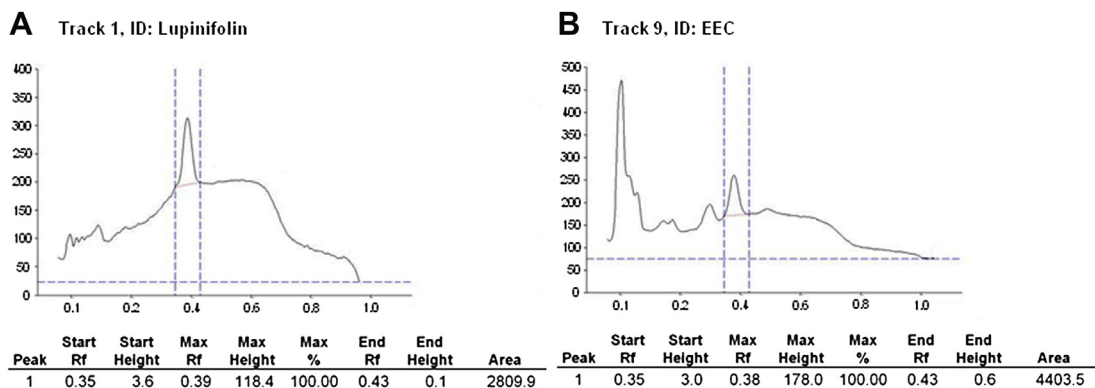 A Track 1, ID: Lupinifolin
400
350
300
250
200
150
100
50
0
0.1 0.2 0.4 0.6 0.8 1.0
Peak Start Rf Start Height Max Rf Max Height Max % End Rf End Height Area
1 0.35 3.6 0.39 118.4 100.00 0.43 0.1 2809.9
B Track 9, ID: EEC
500
450
400
350
300
250
200
150
100
50
0
0.1 0.2 0.4 0.6 0.8 1.0
Peak Start Rf Start Height Max Rf Max Height Max % End Rf End Height Area
1 0.35 3.0 0.38 178.0 100.00 0.43 0.6 4403.5